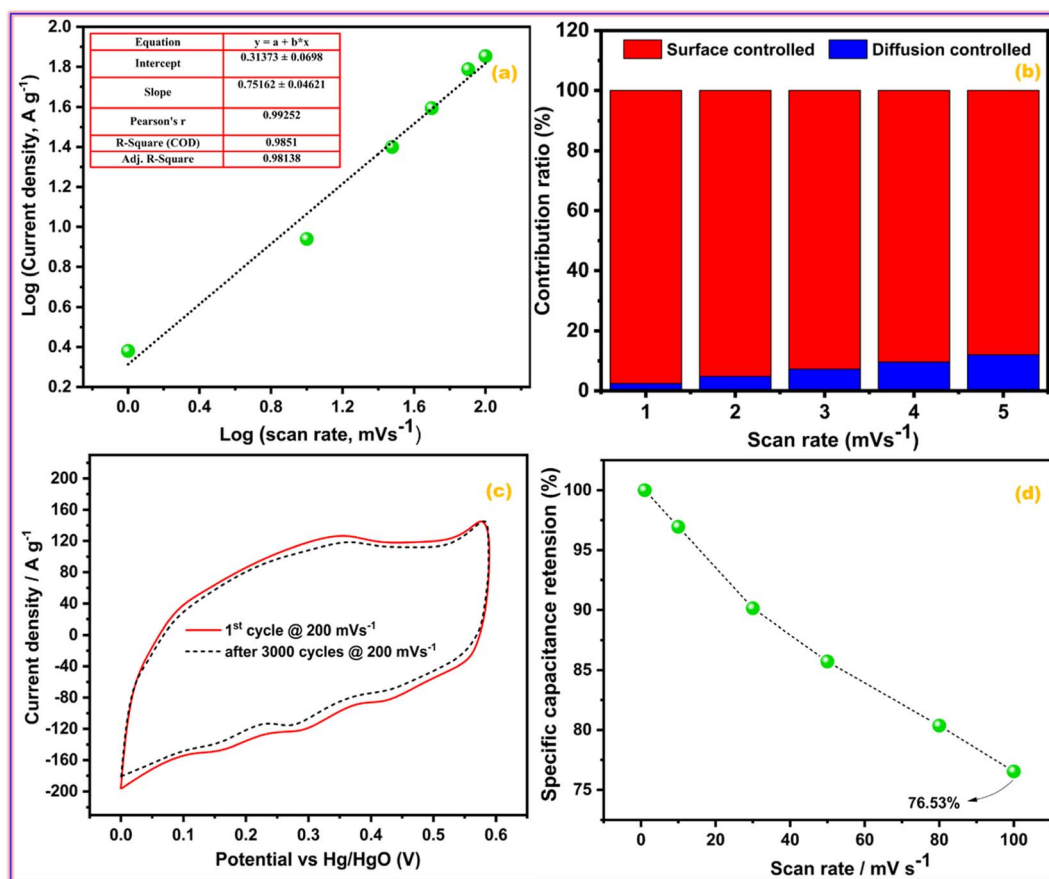 Equation y = a + b*x
Intercept 0.31373 ± 0.0698
Slope 0.75162 ± 0.04621
Pearson's r 0.99252
R-Square (COD) 0.9851
Adj. R-Square 0.98138
(a)
2.0
1.8
1.6
1.4
1.2
1.0
0.8
0.6
0.4
0.2
Log (Current density, A g⁻¹)
0.0 0.4 0.8 1.2 1.6 2.0
Log (scan rate, mVs⁻¹)
Surface controlled Diffusion controlled
(b)
120
100
80
60
40
20
0
Contribution ratio (%)
1 2 3 4 5
Scan rate (mVs⁻¹)
(c)
200
160
120
80
40
0
-40
-80
-120
-160
-200
Current density / A g⁻¹
1st cycle @ 200 mVs⁻¹
after 3000 cycles @ 200 mVs⁻¹
0.0 0.1 0.2 0.3 0.4 0.5 0.6
Potential vs Hg/HgO (V)
(d)
100
95
90
85
80
75
Specific capacitance retension (%)
76.53%
0 20 40 60 80 100
Scan rate / mV s⁻¹